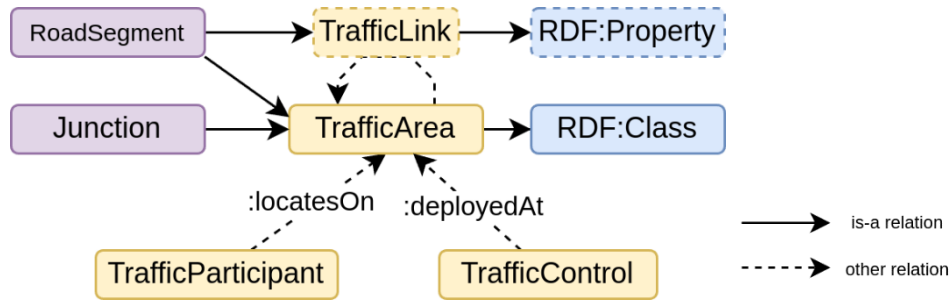 RoadSegment
TrafficLink
RDF:Property
Junction
TrafficArea
RDF:Class
:locatesOn
:deployedAt
is-a relation
TrafficParticipant
TrafficControl
other relation